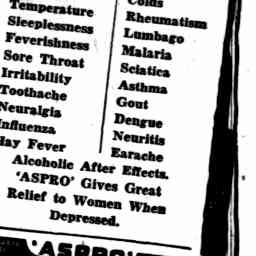 Temperature
Sleeplessness
Feverishness
Sore Throat
Irritability
Toothache
Neuralgia
Influenza
Hay Fever
Colds
Rheumatism
Lumbago
Malaria
Sciatica
Asthma
Gout
Dengue
Neuritis
Earache
Alcoholic After Effects.
'ASPRO' Gives Great
Relief to Women When
Depressed.
'ASPRO'